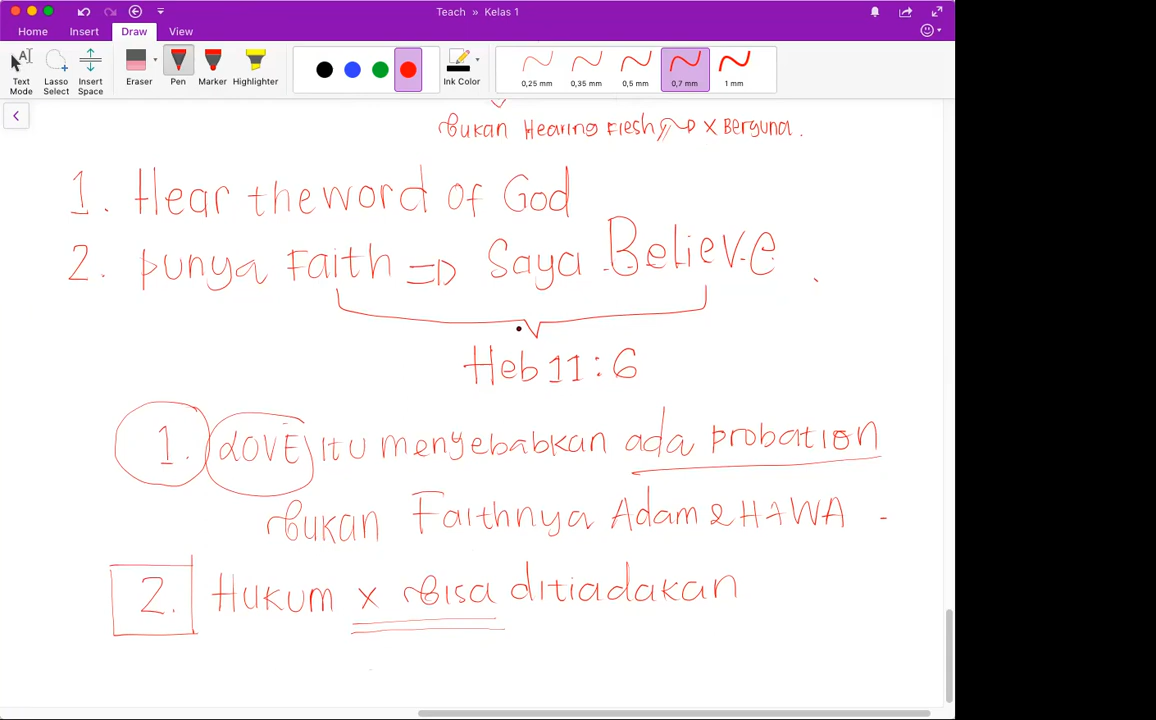 Teach » Kelas 1
Home Insert Draw View
Text Mode Lasso Select Insert Space Eraser Pen Marker Highlighter Ink Color 0,25 mm 0,35 mm 0,5 mm 0,7 mm 1 mm
Bukan Hearing Flesh → x Berguna.
1. Hear the word of God
2. punya Faith => Saya Believe.
Heb 11:6
1. LOVE itu menyebabkan ada probation
Bukan Faithnya Adam & HAWA
2. Hukum x Bisa ditiadakan